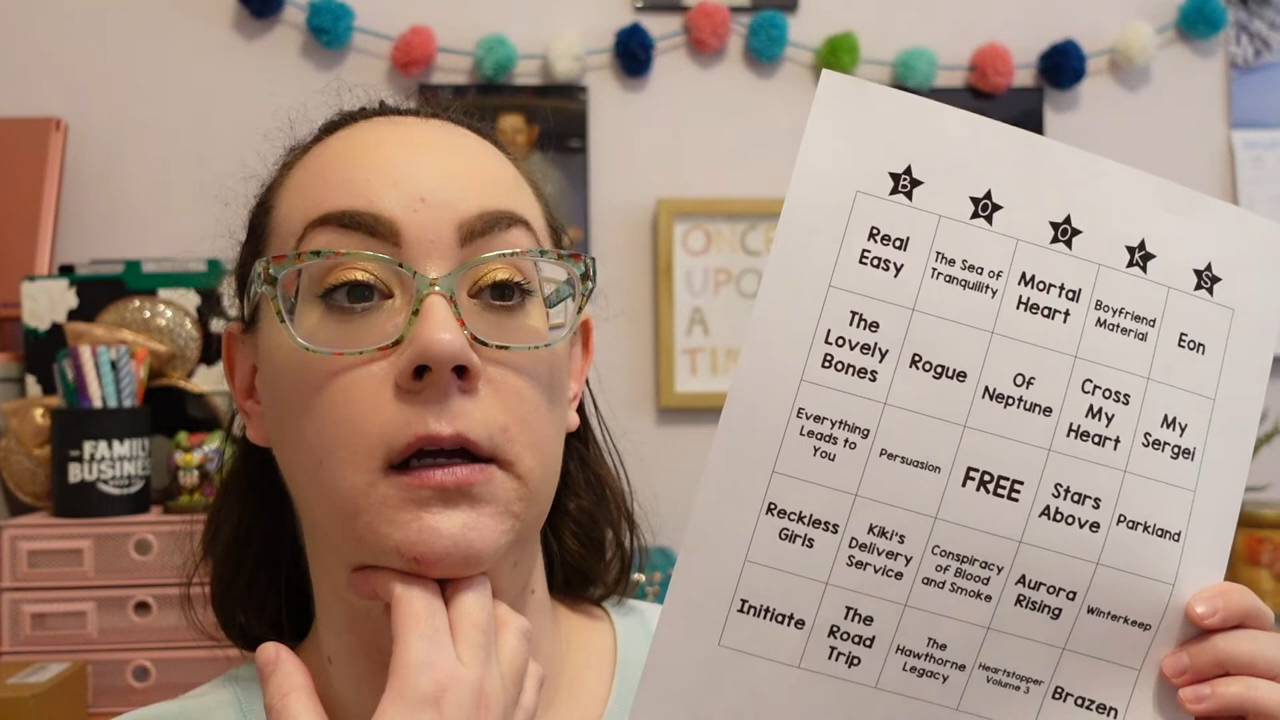 B O O K S
Real
Easy
The Sea of
Tranquility
Mortal
Heart
Boyfriend
Material
Eon
The
Lovely
Bones
Rogue
Of
Neptune
Cross
My
Heart
My
Sergei
Everything
Leads to
You
Persuasion
FREE
Stars
Above
Parkland
Reckless
Girls
Kiki's
Delivery
Service
Conspiracy
of Blood
and Smoke
Aurora
Rising
Winterkeep
Initiate
The
Road
Trip
The
Hawthorne
Legacy
Heartstopper
Volume 3
Brazen
ONCE
UPO
A
TIM
FAMILY
BUSINESS